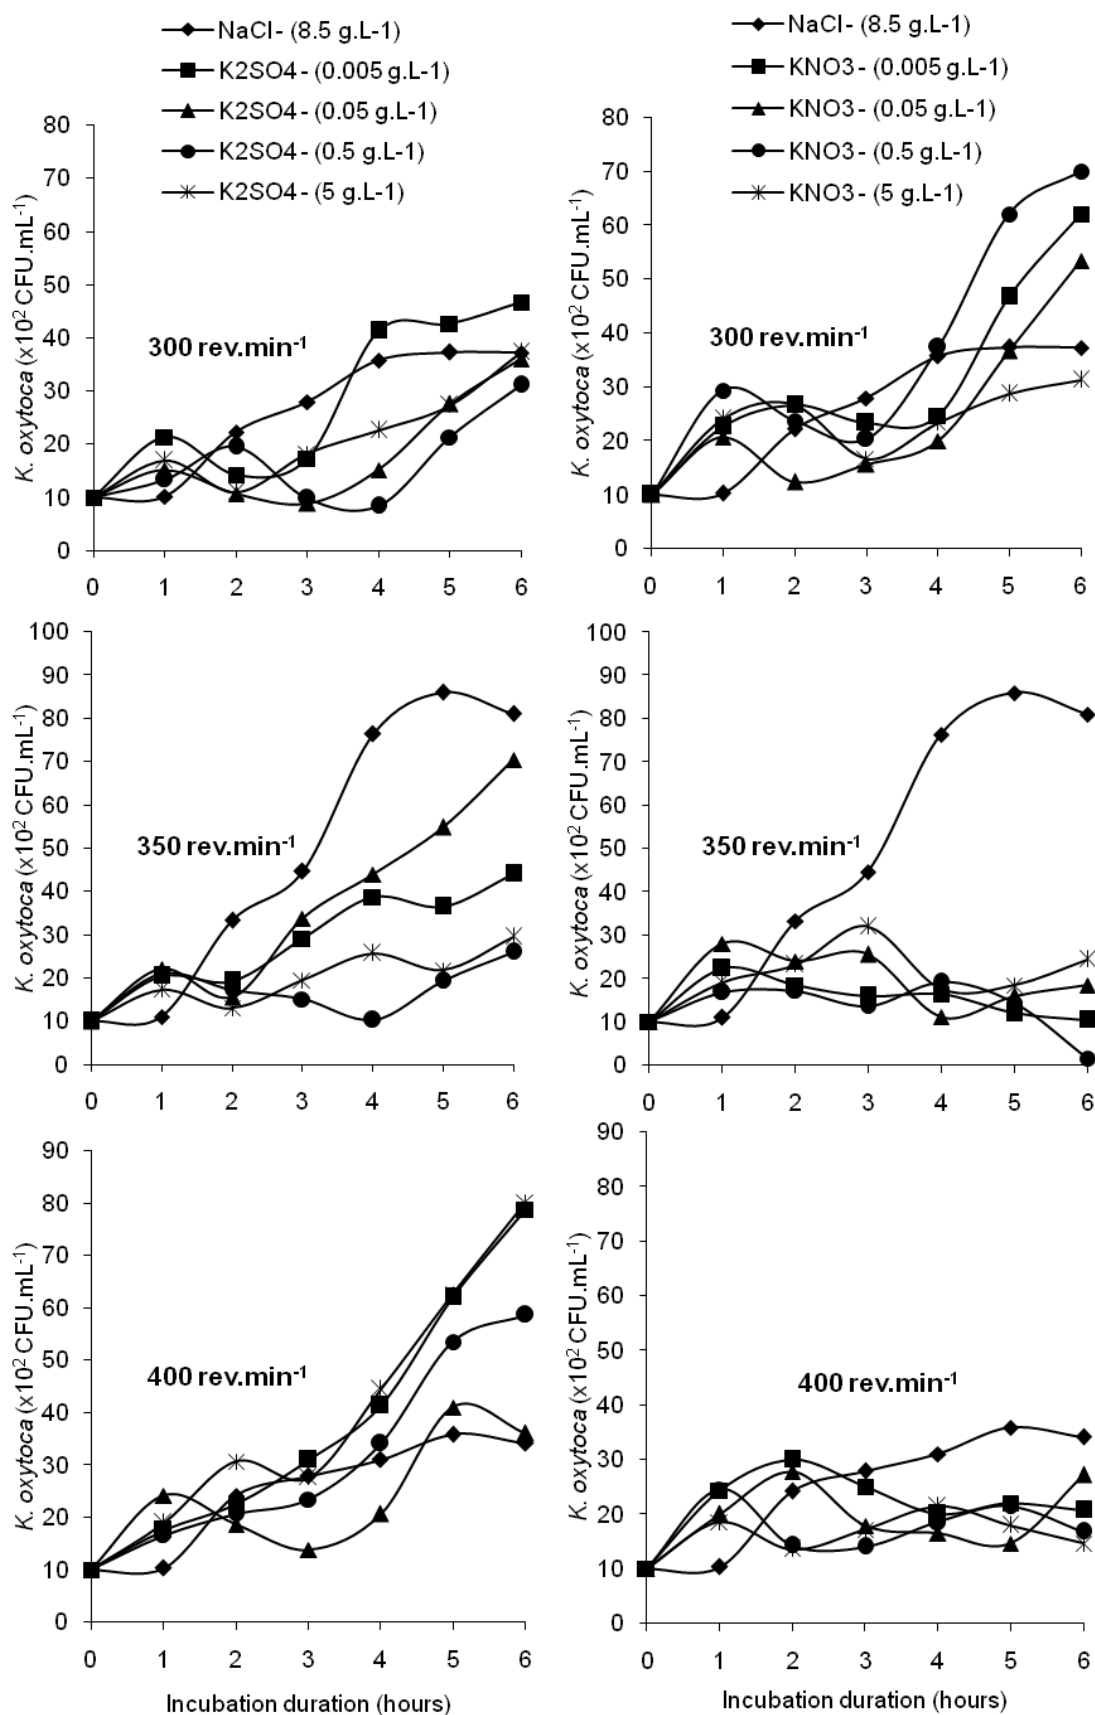 NaCl- (8.5 g.L-1)
K2SO4- (0.005 g.L-1)
K2SO4- (0.05 g.L-1)
K2SO4- (0.5 g.L-1)
K2SO4- (5 g.L-1)
80
70
60
50
40
30
20
10
0
K. oxytoca (x10² CFU.mL⁻¹)
300 rev.min⁻¹
0 1 2 3 4 5 6
NaCl- (8.5 g.L-1)
KNO3- (0.005 g.L-1)
KNO3- (0.05 g.L-1)
KNO3- (0.5 g.L-1)
KNO3- (5 g.L-1)
80
70
60
50
40
30
20
10
0
K. oxytoca (x10² CFU.mL⁻¹)
300 rev.min⁻¹
0 1 2 3 4 5 6
100
90
80
70
60
50
40
30
20
10
0
K. oxytoca (x10² CFU.mL⁻¹)
350 rev.min⁻¹
0 1 2 3 4 5 6
100
90
80
70
60
50
40
30
20
10
0
K. oxytoca (x10² CFU.mL⁻¹)
350 rev.min⁻¹
0 1 2 3 4 5 6
90
80
70
60
50
40
30
20
10
0
K. oxytoca (x10² CFU.mL⁻¹)
400 rev.min⁻¹
0 1 2 3 4 5 6
Incubation duration (hours)
90
80
70
60
50
40
30
20
10
0
K. oxytoca (x10² CFU.mL⁻¹)
400 rev.min⁻¹
0 1 2 3 4 5 6
Incubation duration (hours)